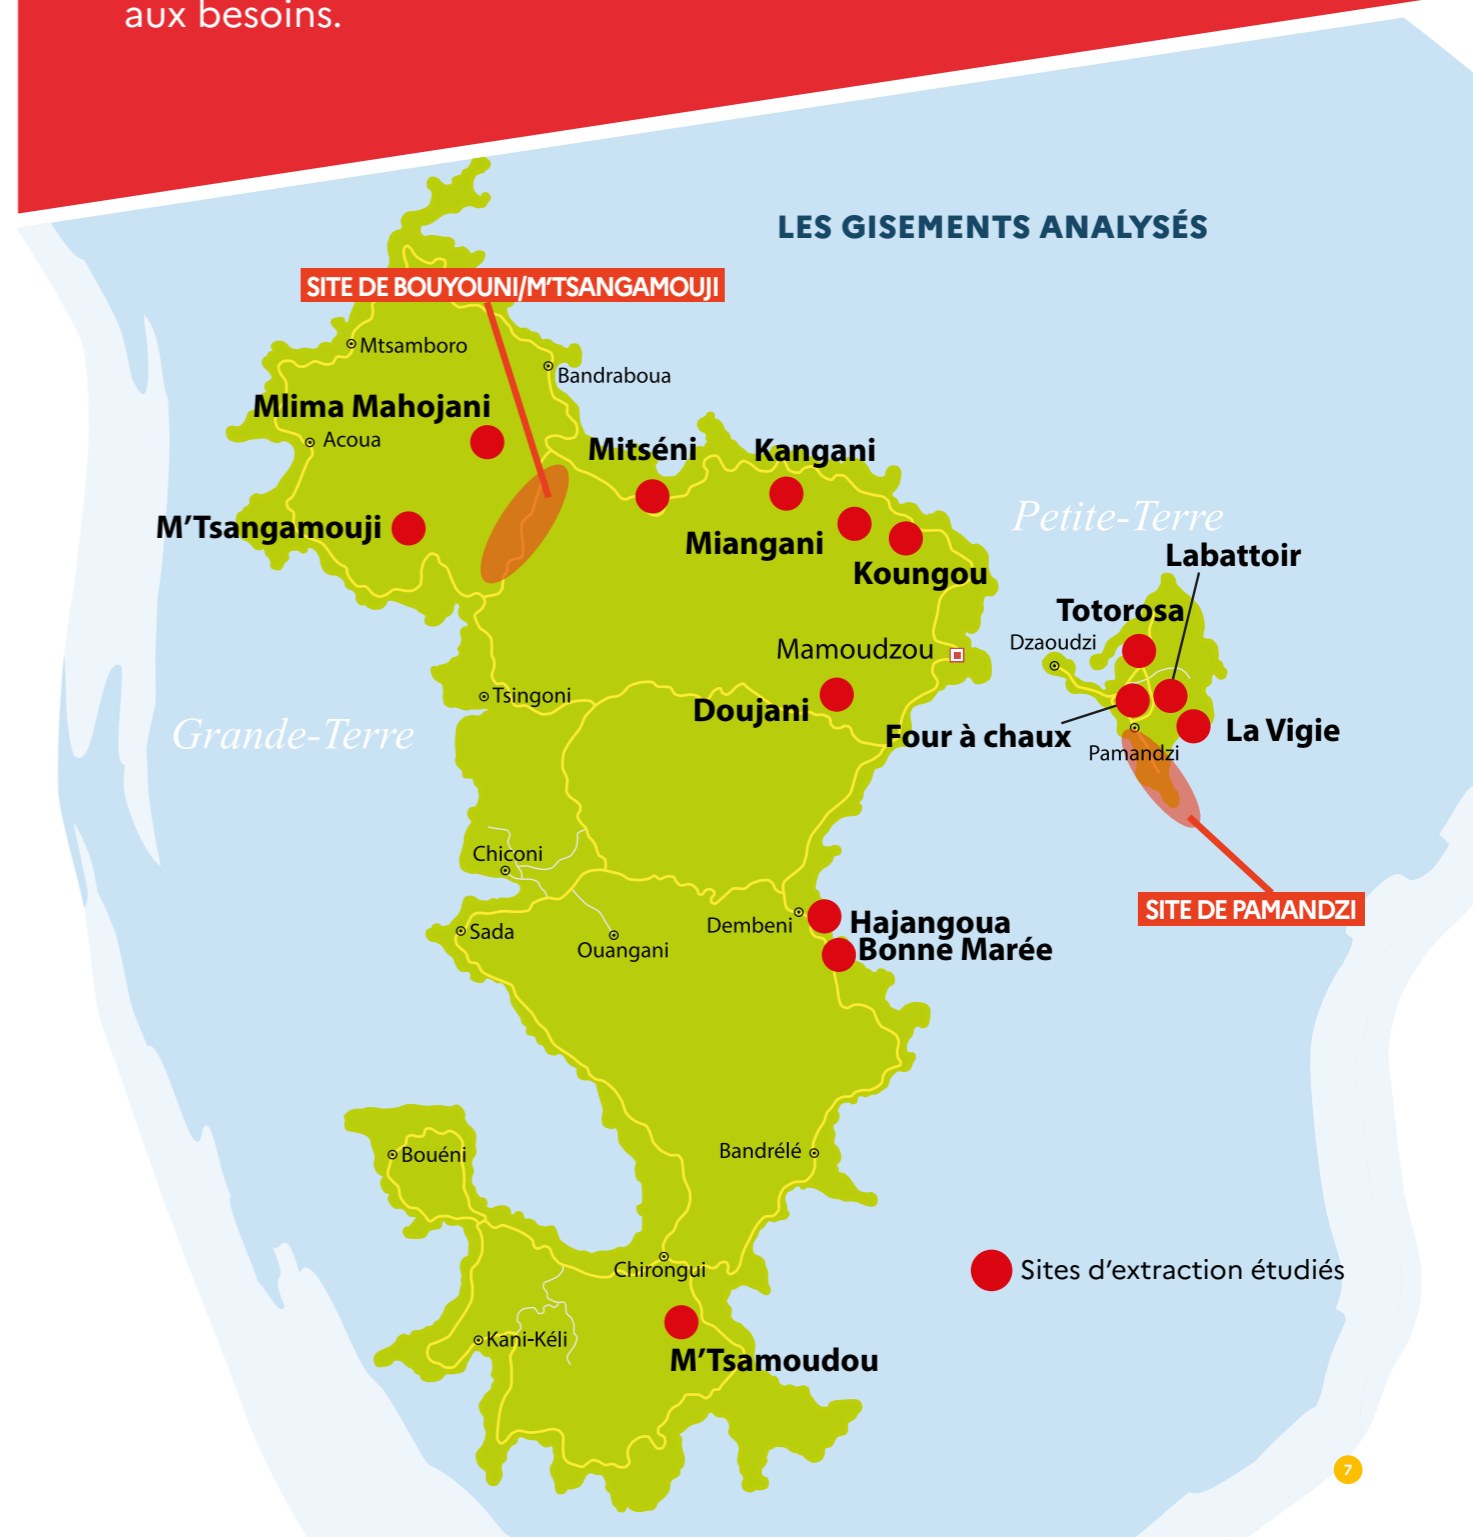 aux besoins.
LES GISEMENTS ANALYSÉS
SITE DE BOUYOUNI/M'TSANGAMOUJI
Mtsamboro
Bandraboua
Mlima Mahojani
Acoua
Mitséni
Kangani
M'Tsangamouji
Miangani
Koungou
Petite-Terre
Labattoir
Totorosa
Dzaoudzi
Mamoudzou
Tsingoni
Doujani
Grande-Terre
Four à chaux
La Vigie
Pamandzi
Chiconi
SITE DE PAMANDZI
Sada
Ouangani
Dembeni
Hajangoua
Bonne Marée
Bouéni
Bandrélé
Chirongui
Sites d'extraction étudiés
Kani-Kéli
M'Tsamoudou
7